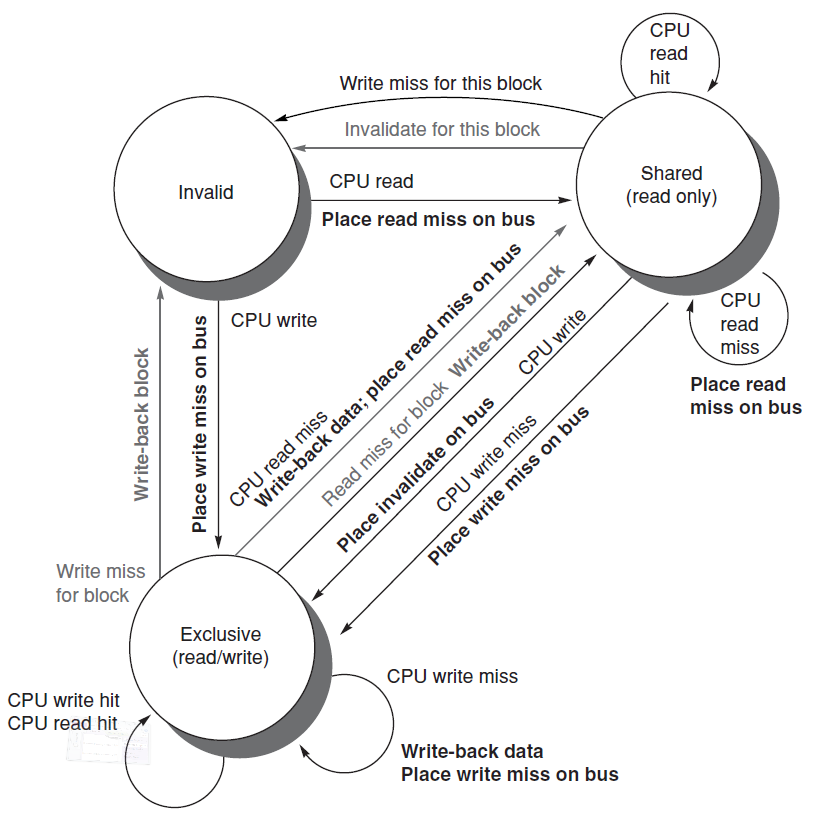 CPU
read
hit
Write miss for this block
Invalidate for this block
Invalid
CPU read
Place read miss on bus
Shared
(read only)
CPU write
Place write miss on bus
Write-back block
Write miss
for block
CPU read miss
Write-back data; place read miss on bus
Read miss for block Write-back block
CPU write
Place invalidate on bus
CPU write miss
Place write miss on bus
CPU
read
miss
Place read
miss on bus
Exclusive
(read/write)
CPU write hit
CPU read hit
CPU write miss
Write-back data
Place write miss on bus